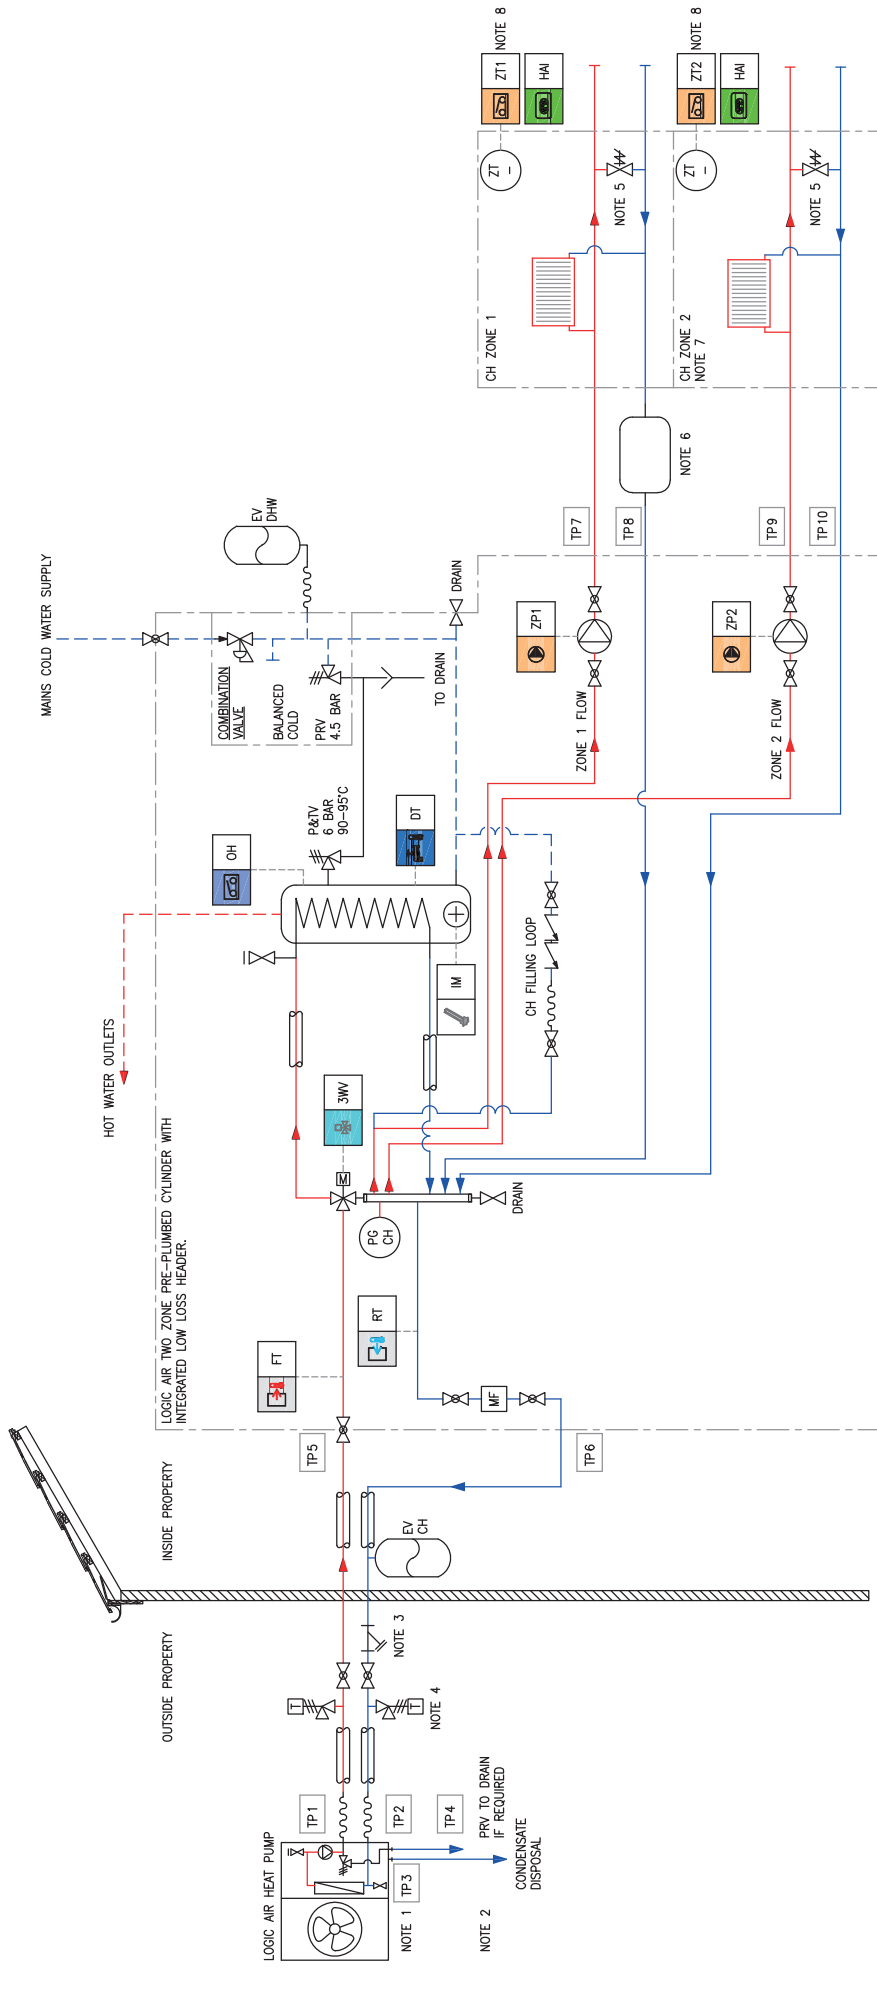 MAINS COLD WATER SUPPLY
HOT WATER OUTLETS
LOGIC AIR TWO ZONE PRE-PLUMBED CYLINDER WITH
INTEGRATED LOW LOSS HEADER.
INSIDE PROPERTY
OUTSIDE PROPERTY
LOGIC AIR HEAT PUMP
NOTE 1
NOTE 2
TP1
TP2
TP3
TP4
PRV TO DRAIN
IF REQUIRED
CONDENSATE
DISPOSAL
T
T
NOTE 4
NOTE 3
EV
CH
TP5
TP6
FT
RT
MF
M
3WV
PG
CH
DRAIN
OH
IM
DT
P&TV
6 BAR
90-95°C
COMBINATION
VALVE
BALANCED
COLD
PRV
4.5 BAR
TO DRAIN
EV
DHW
DRAIN
CH FILLING LOOP
ZONE 1 FLOW
ZONE 2 FLOW
ZP1
ZP2
TP7
TP8
TP9
TP10
NOTE 6
CH ZONE 1
NOTE 5
ZT
ZT1
HAI
NOTE 8
CH ZONE 2
NOTE 7
NOTE 5
ZT
ZT2
HAI
NOTE 8